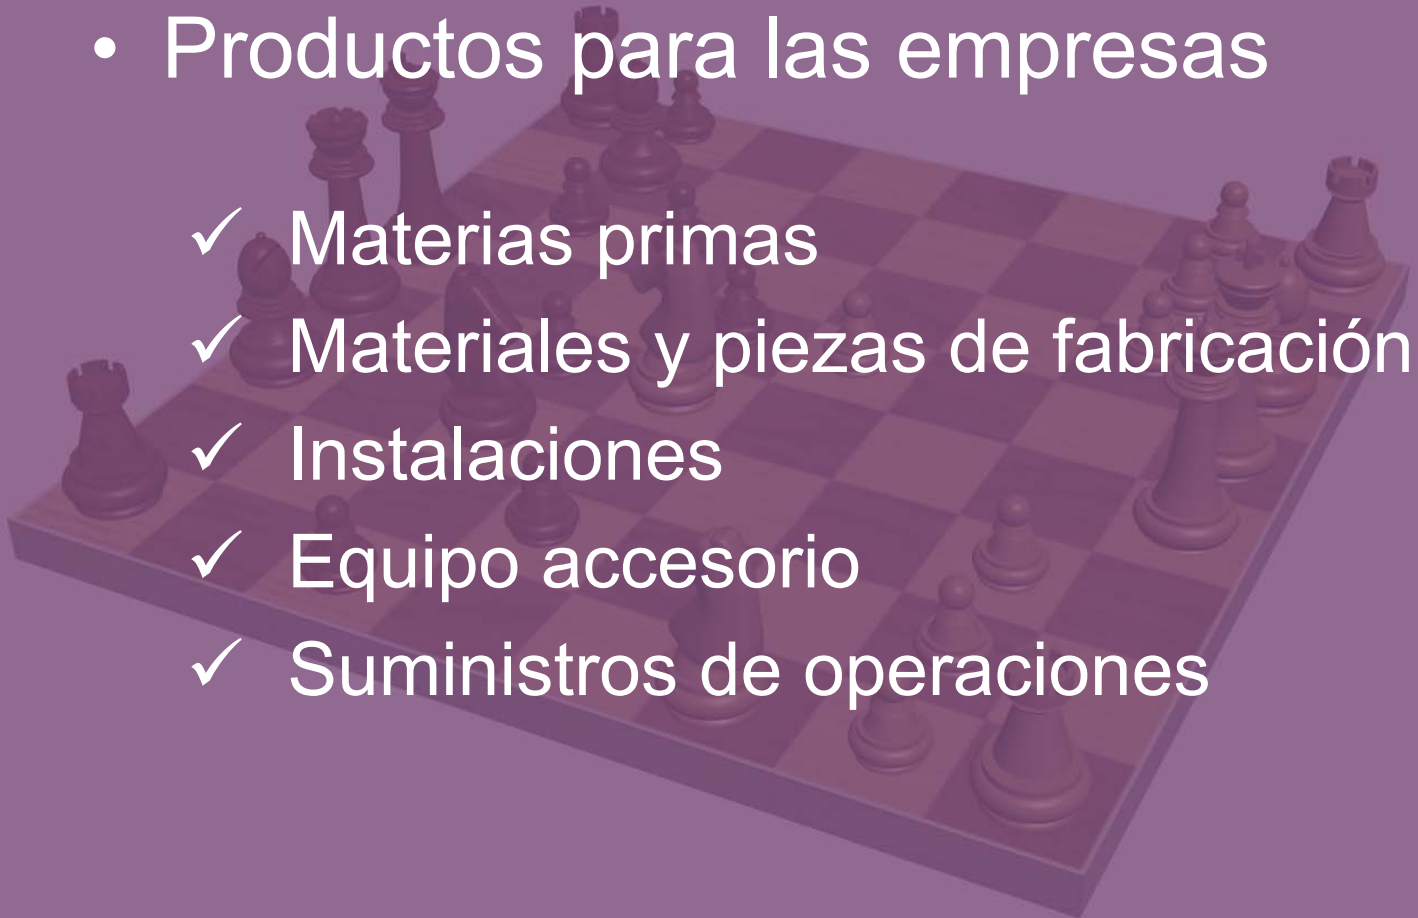 • Productos para las empresas
✓ Materias primas
✓ Materiales y piezas de fabricación
✓ Instalaciones
✓ Equipo accesorio
✓ Suministros de operaciones